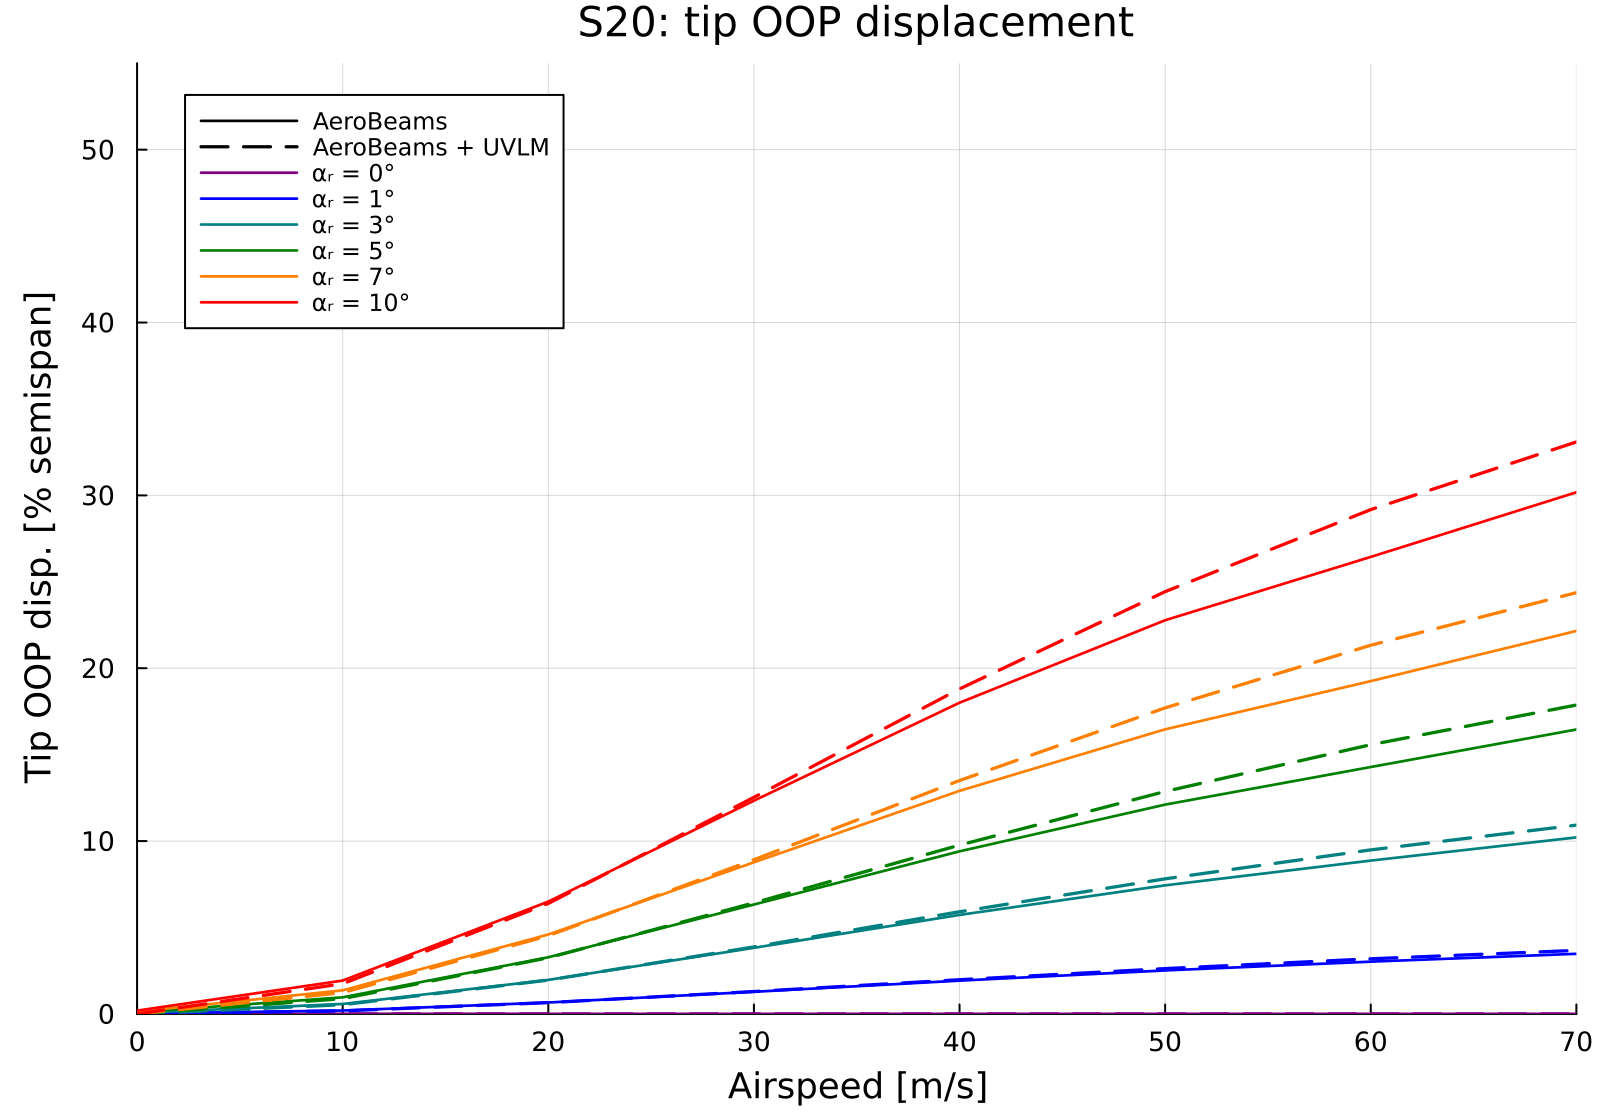 S20: tip OOP displacement
AeroBeams
AeroBeams + UVLM
αᵣ = 0°
αᵣ = 1°
αᵣ = 3°
αᵣ = 5°
αᵣ = 7°
αᵣ = 10°
Tip OOP disp. [% semispan]
50
40
30
20
10
0
0 10 20 30 40 50 60 70
Airspeed [m/s]